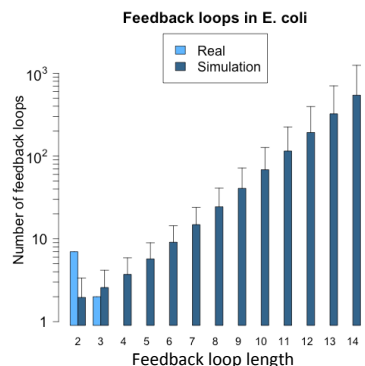 Feedback loops in E. coli
Real
Simulation
Number of feedback loops
10³
10²
10
1
2 3 4 5 6 7 8 9 10 11 12 13 14
Feedback loop length